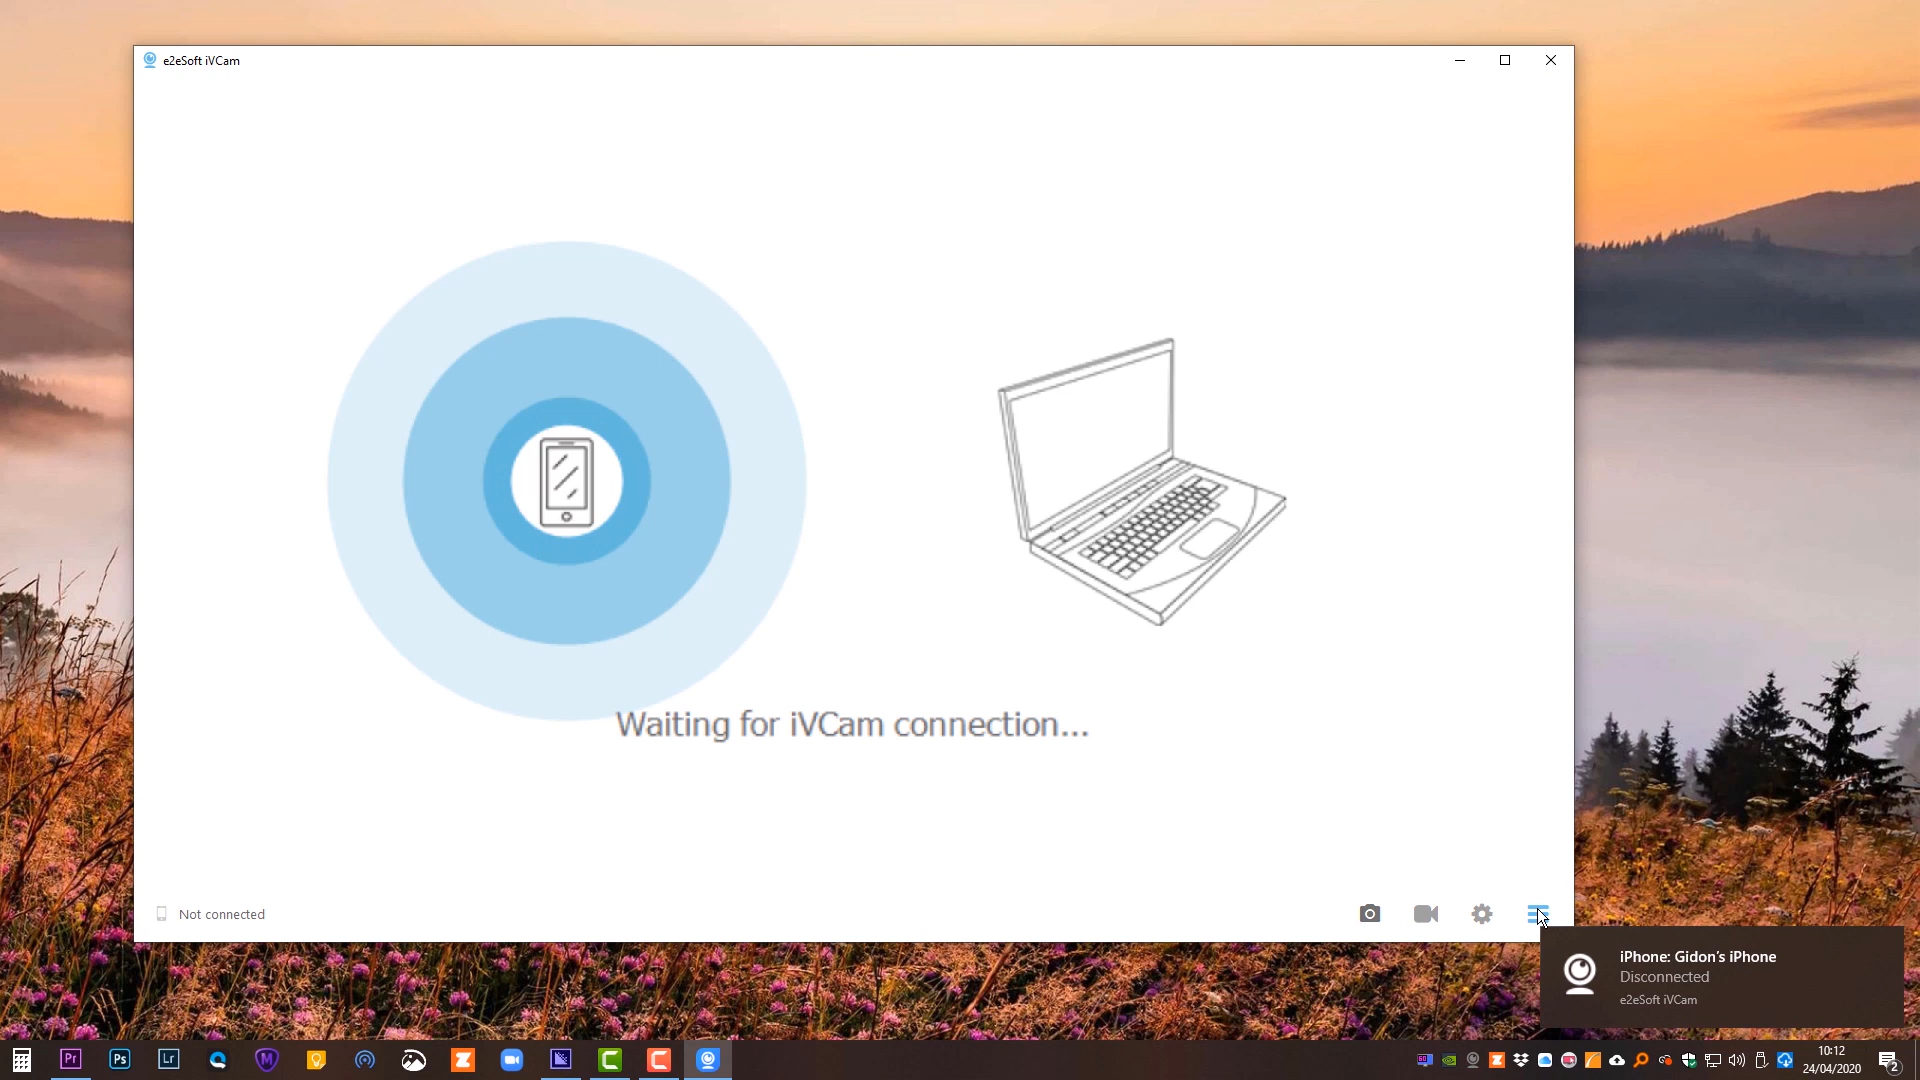 e2eSoft iVCam
Waiting for iVCam connection...
Not connected
iPhone: Gidon's iPhone
Disconnected
e2eSoft iVCam
Pr
Ps
Lr
10:12
24/04/2020
2